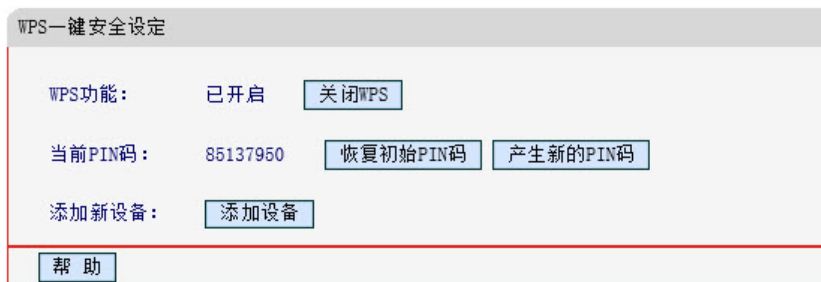 WPS一键安全设定
WPS功能： 已开启 关闭WPS
当前PIN码： 85137950 恢复初始PIN码 产生新的PIN码
添加新设备： 添加设备
帮 助